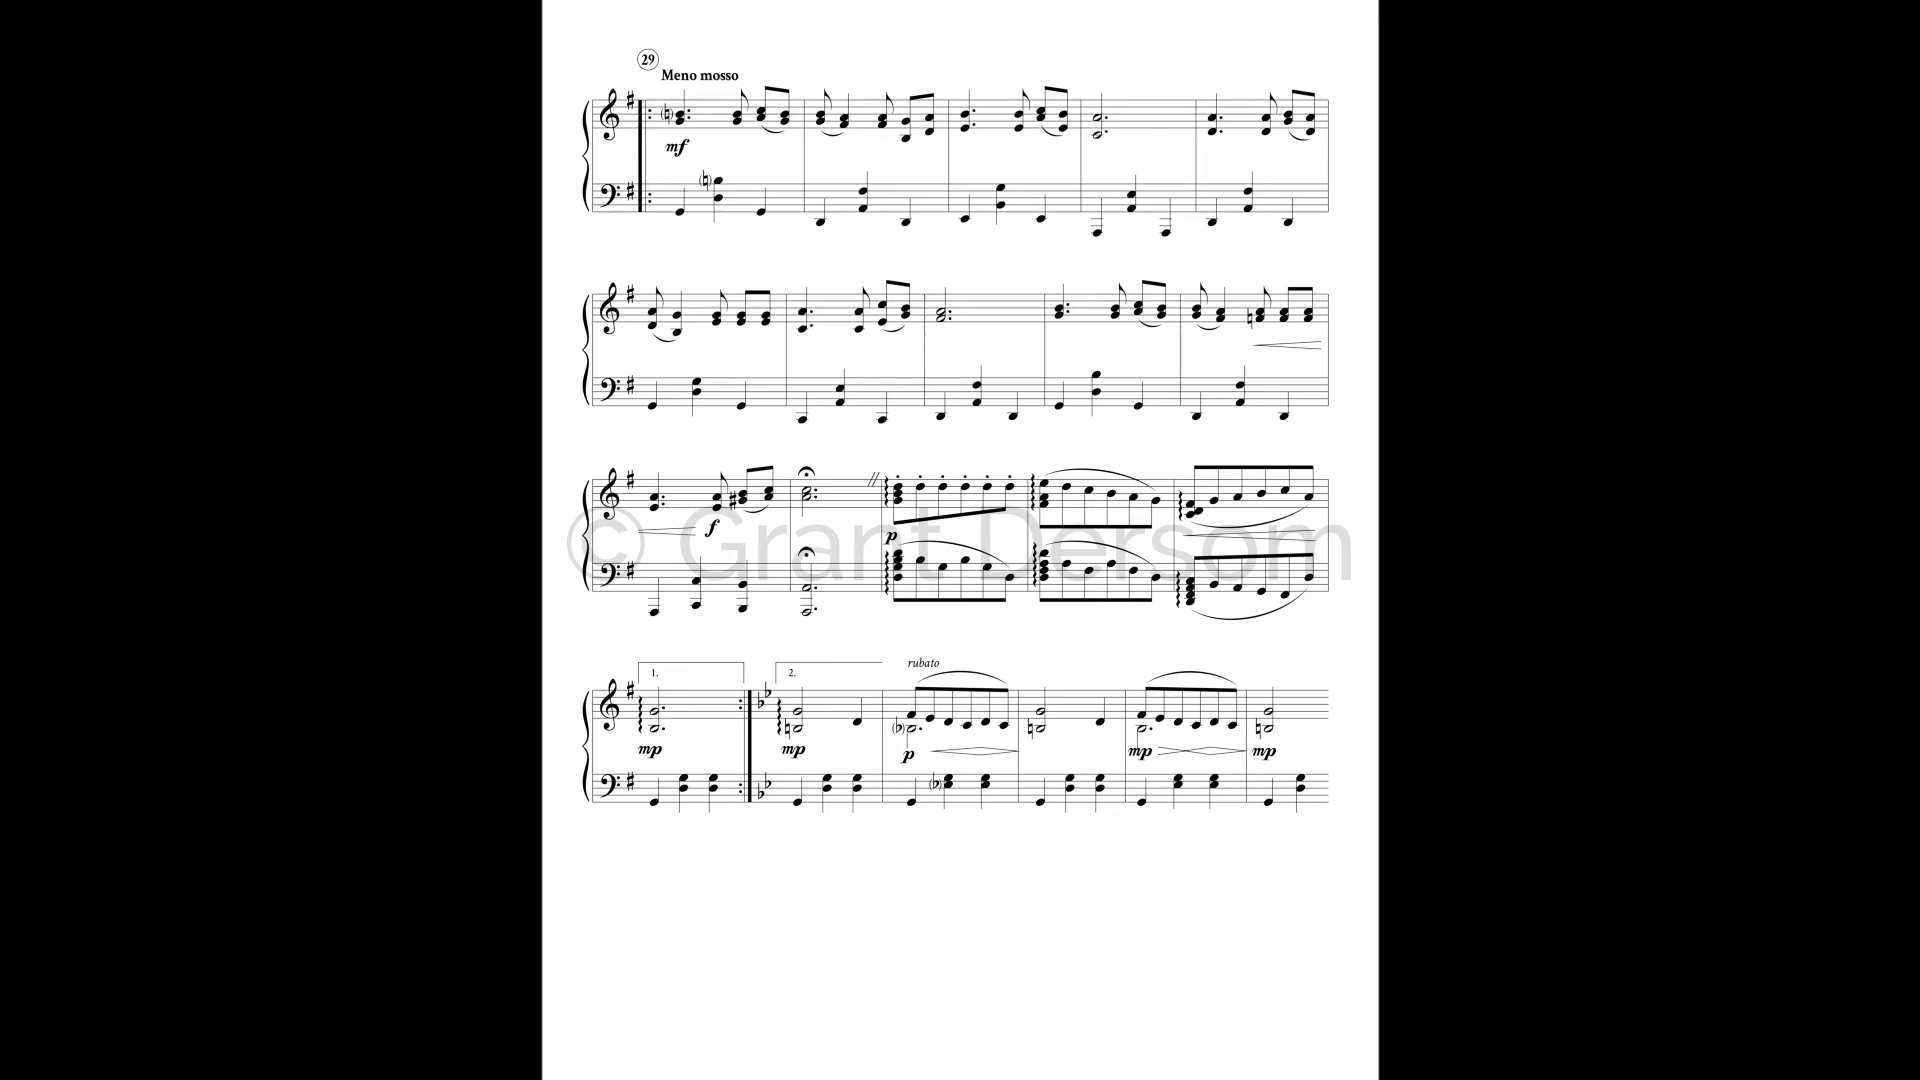 29
Meno mosso
mf
f
p
© Grant Dersom
1.
2.
rubato
mp
mp
p
mp
mp